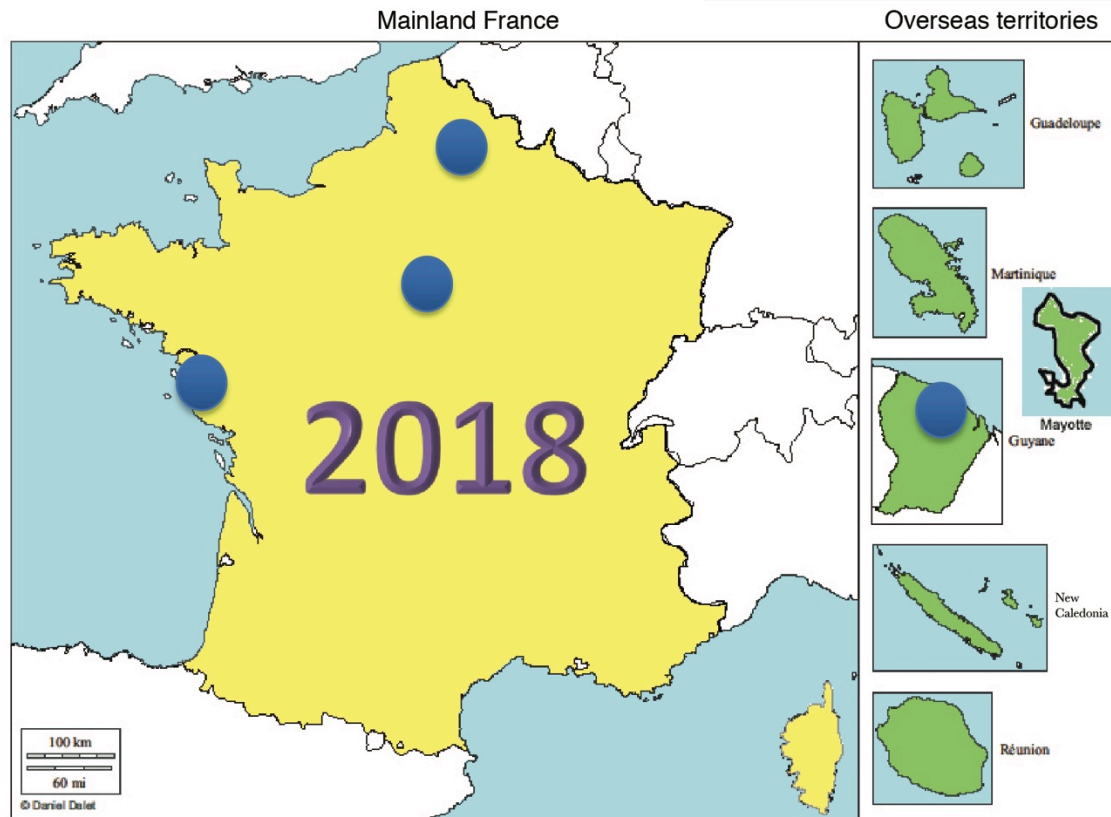 Mainland France
Overseas territories
Guadeloupe
Martinique
Mayotte
Guyane
2018
New
Caledonia
Réunion
100 km
60 mi
© Daniel Dalet